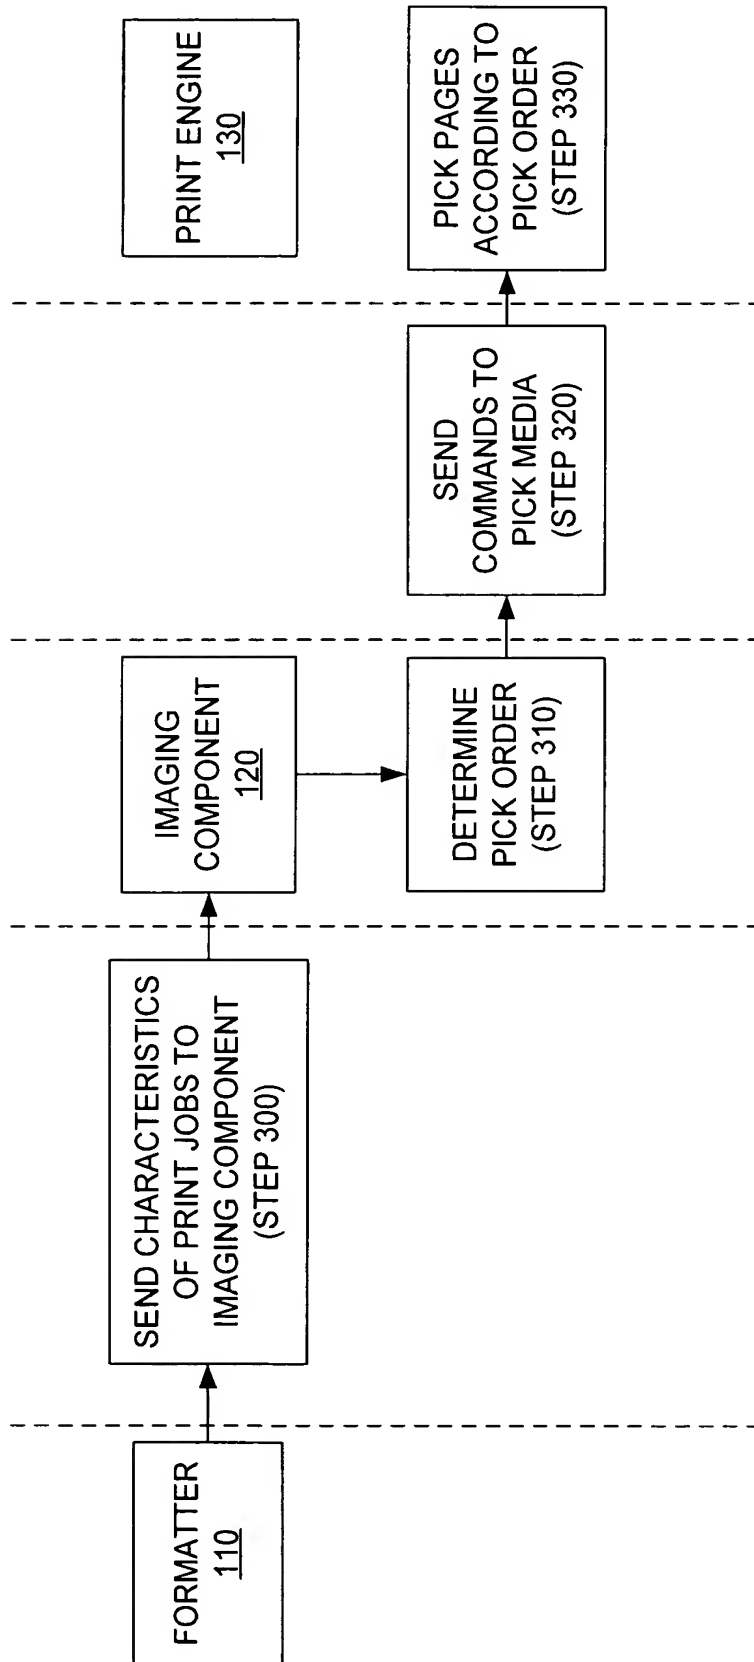 FORMATTER
110
SEND CHARACTERISTICS
OF PRINT JOBS TO
IMAGING COMPONENT
(STEP 300)
IMAGING
COMPONENT
120
PRINT ENGINE
130
DETERMINE
PICK ORDER
(STEP 310)
SEND
COMMANDS TO
PICK MEDIA
(STEP 320)
PICK PAGES
ACCORDING TO
PICK ORDER
(STEP 330)